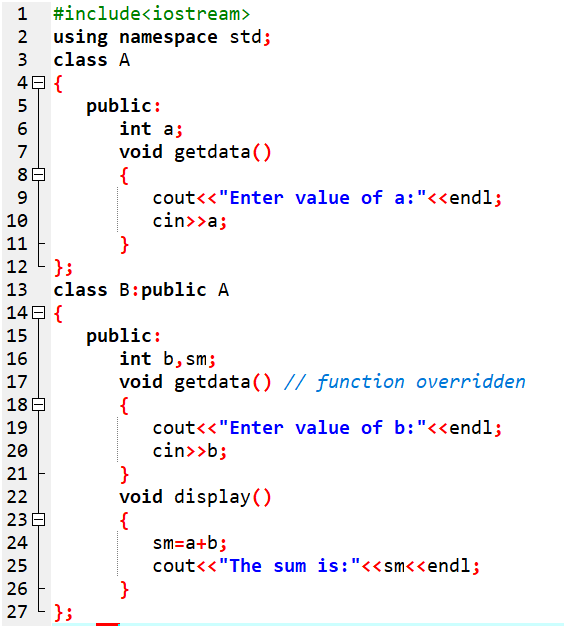 1 #include<iostream>
2 using namespace std;
3 class A
4 {
5 public:
6 int a;
7 void getdata()
8 {
9 cout<<"Enter value of a:"<<endl;
10 cin>>a;
11 }
12 };
13 class B:public A
14 {
15 public:
16 int b,sm;
17 void getdata() // function overridden
18 {
19 cout<<"Enter value of b:"<<endl;
20 cin>>b;
21 }
22 void display()
23 {
24 sm=a+b;
25 cout<<"The sum is:"<<sm<<endl;
26 }
27 };